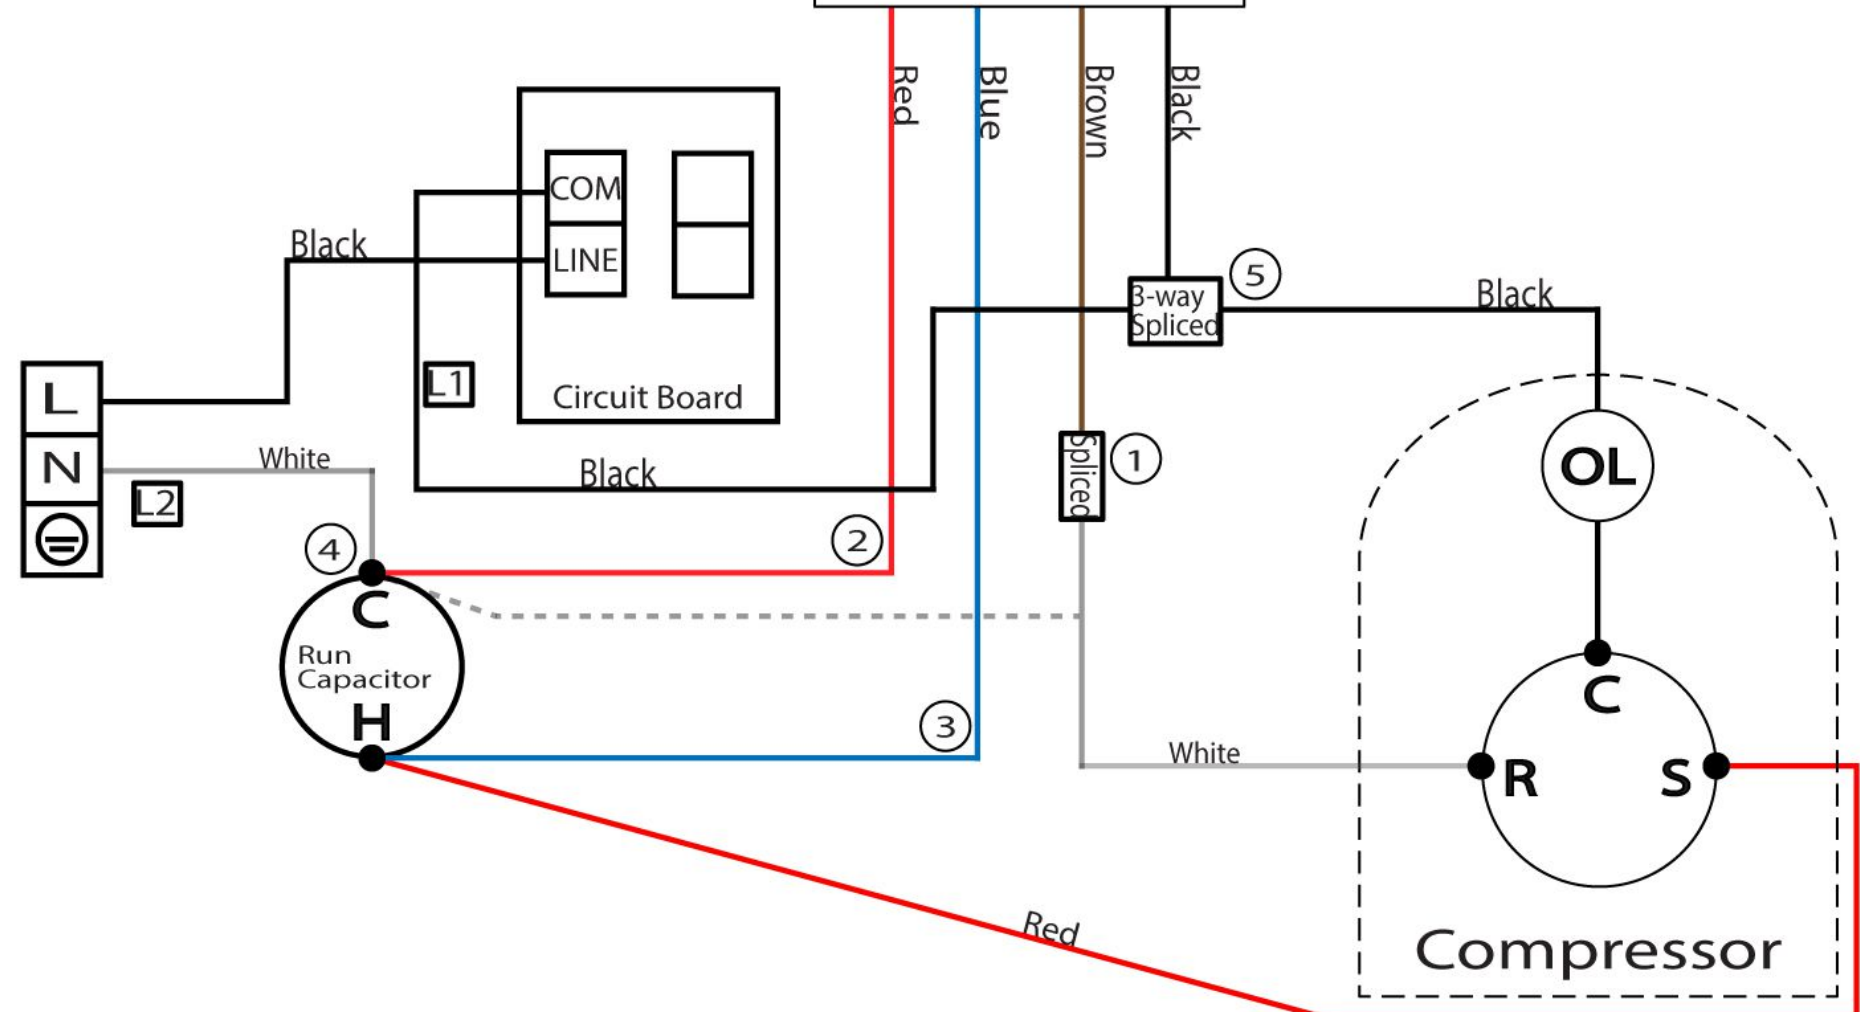 Red
Blue
Brown
Black
COM
LINE
Black
L1
Circuit Board
3-way
Spliced
5
Black
L
N
White
L2
Black
Spliced
1
OL
4
2
C
Run
Capacitor
H
3
White
C
R
S
Red
Compressor